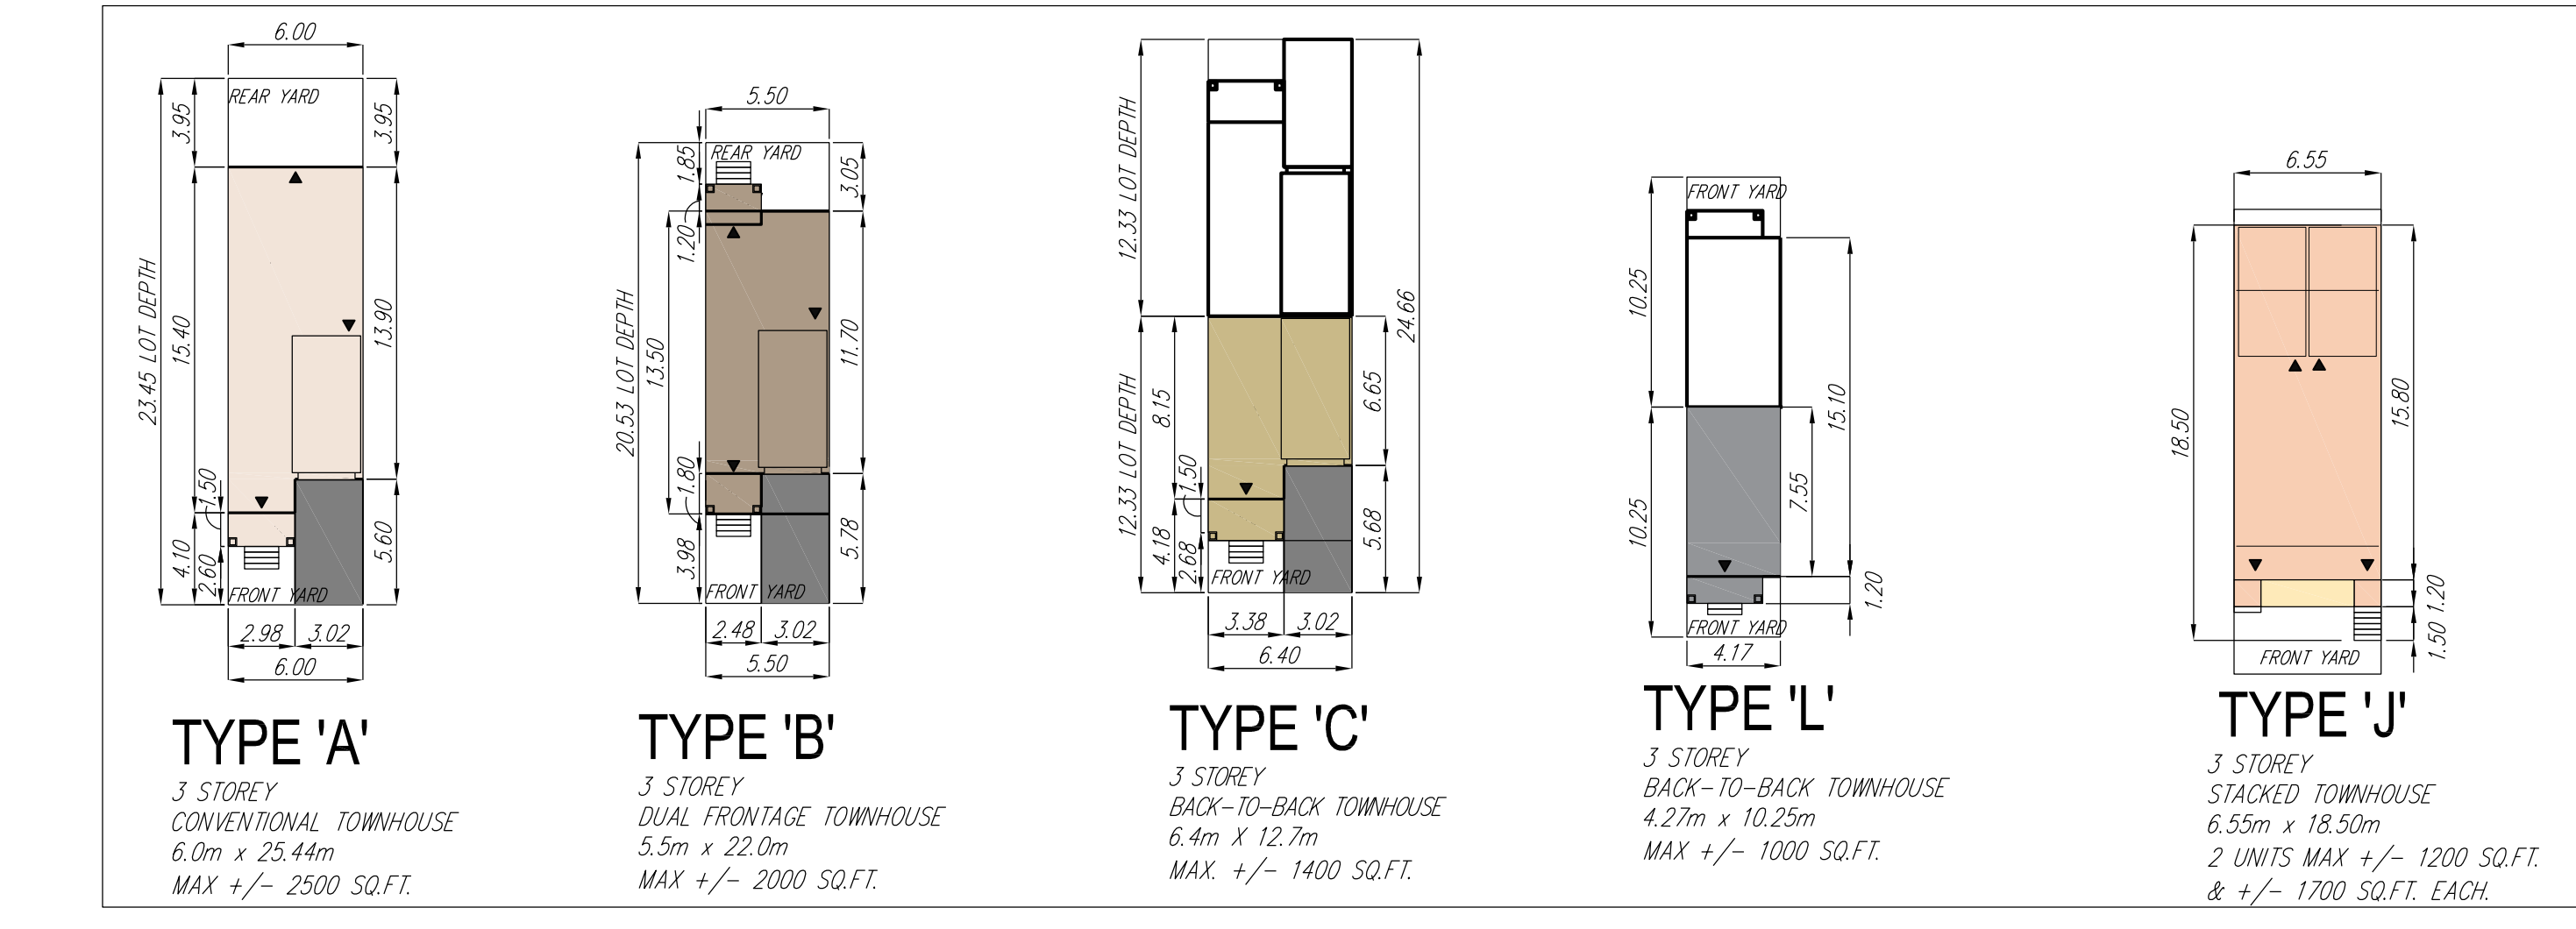 6.00
REAR YARD
3.95
3.95
23.45 LOT DEPTH
15.40
13.90
1.50
4.10
2.60
5.60
FRONT YARD
2.98
3.02
6.00
TYPE 'A'
3 STOREY
CONVENTIONAL TOWNHOUSE
6.0m x 25.44m
MAX +/- 2500 SQ.FT.
5.50
REAR YARD
1.85
3.05
1.20
20.53 LOT DEPTH
13.50
11.70
1.80
3.98
5.78
FRONT YARD
2.48
3.02
5.50
TYPE 'B'
3 STOREY
DUAL FRONTAGE TOWNHOUSE
5.5m x 22.0m
MAX +/- 2000 SQ.FT.
12.33 LOT DEPTH
24.66
12.33 LOT DEPTH
8.15
6.65
1.50
4.18
2.68
5.68
FRONT YARD
3.38
3.02
6.40
TYPE 'C'
3 STOREY
BACK-TO-BACK TOWNHOUSE
6.4m X 12.7m
MAX. +/- 1400 SQ.FT.
FRONT YARD
10.25
15.10
10.25
7.55
1.20
FRONT YARD
4.17
TYPE 'L'
3 STOREY
BACK-TO-BACK TOWNHOUSE
4.27m x 10.25m
MAX +/- 1000 SQ.FT.
6.55
18.50
15.80
1.20
1.50
FRONT YARD
TYPE 'J'
3 STOREY
STACKED TOWNHOUSE
6.55m x 18.50m
2 UNITS MAX +/- 1200 SQ.FT.
& +/- 1700 SQ.FT. EACH.